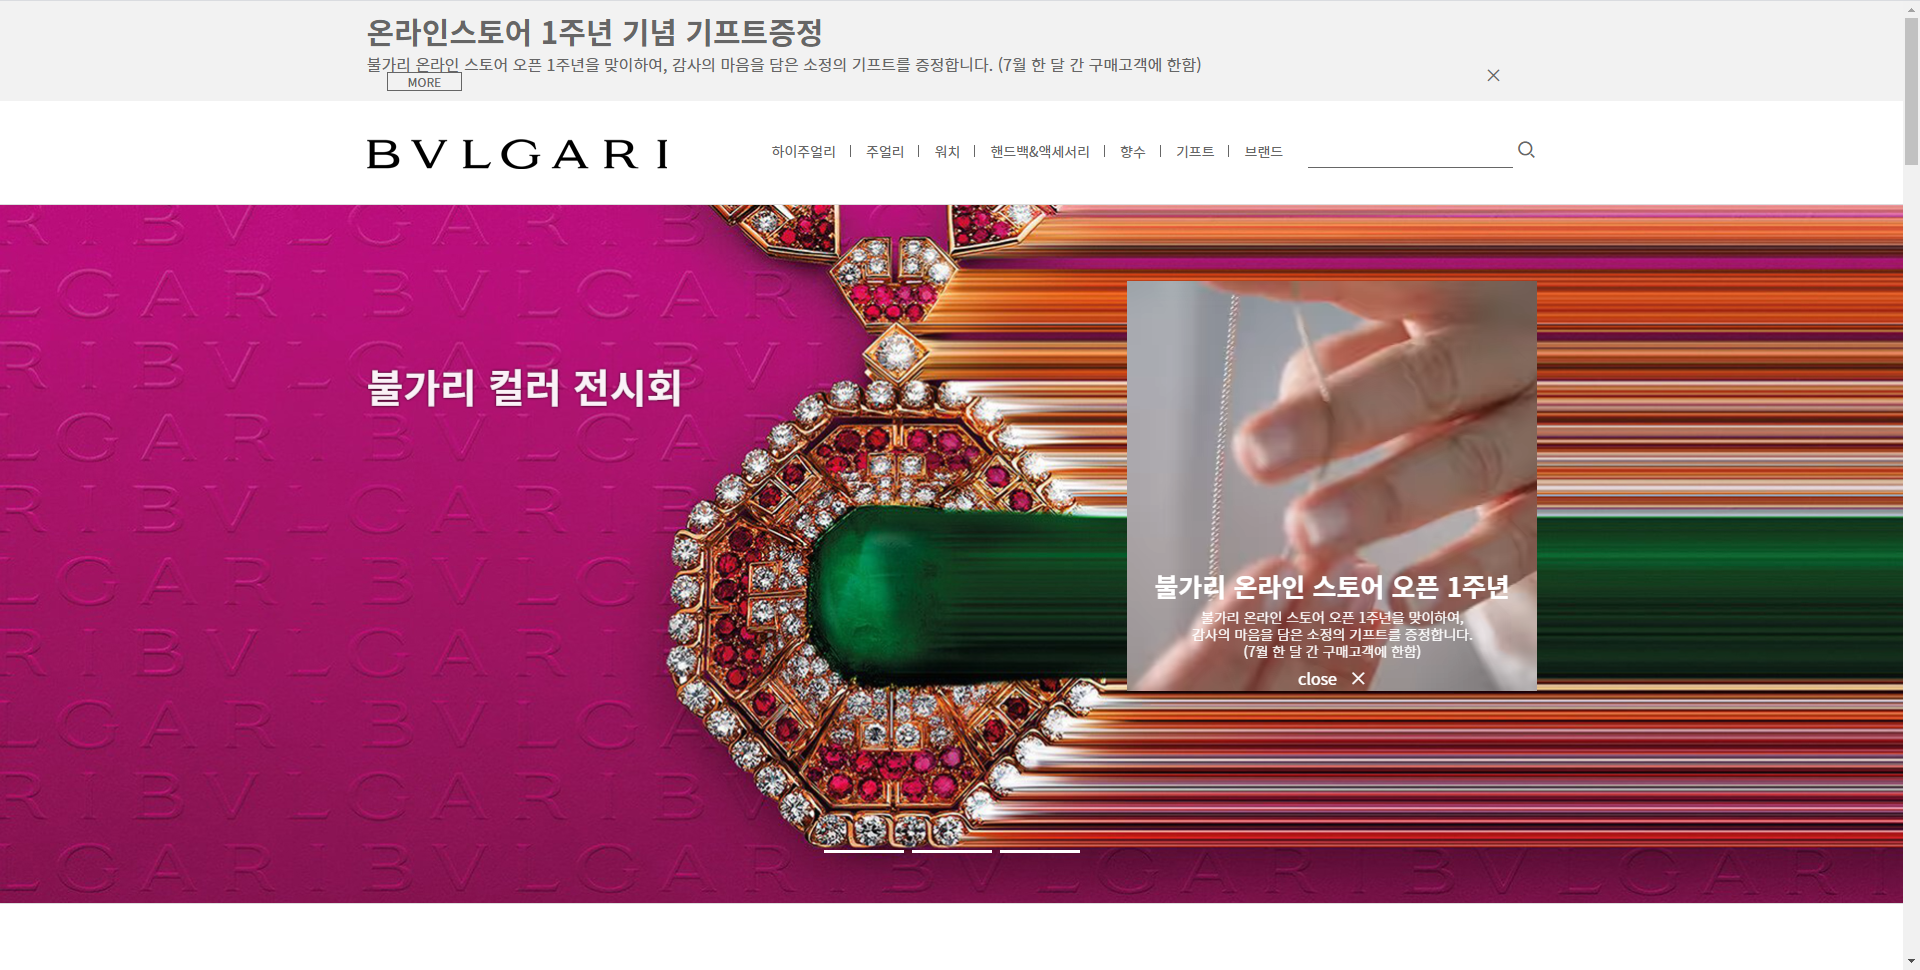 온라인스토어 1주년 기념 기프트증정
불가리 온라인 스토어 오픈 1주년을 맞이하여, 감사의 마음을 담은 소정의 기프트를 증정합니다. (7월 한 달 간 구매고객에 한함)
MORE
BVLGARI
하이주얼리 | 주얼리 | 워치 | 핸드백&액세서리 | 향수 | 기프트 | 브랜드
불가리 컬러 전시회
불가리 온라인 스토어 오픈 1주년
불가리 온라인 스토어 오픈 1주년을 맞이하여,
감사의 마음을 담은 소정의 기프트를 증정합니다.
(7월 한 달 간 구매고객에 한함)
close